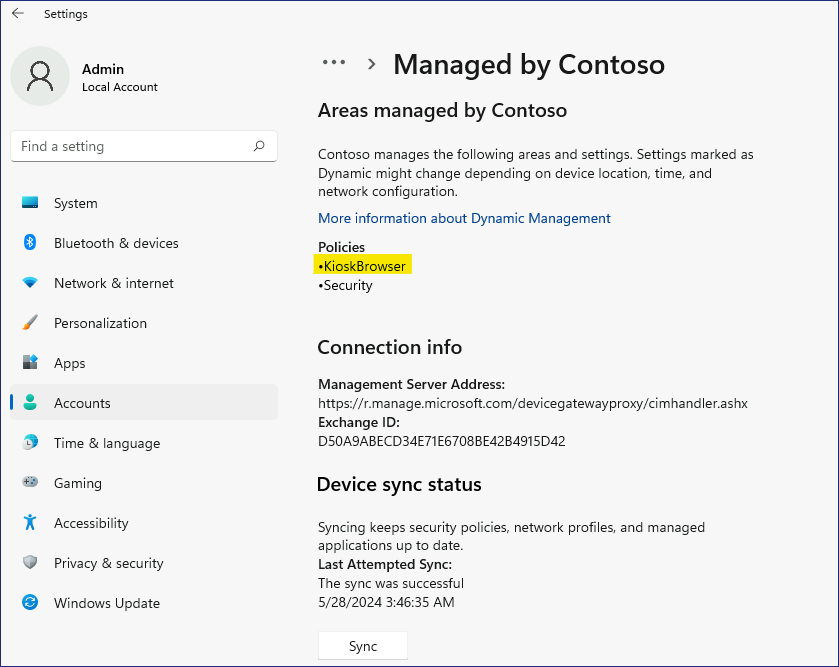 Settings
Admin
Local Account
Find a setting
System
Bluetooth & devices
Network & internet
Personalization
Apps
Accounts
Time & language
Gaming
Accessibility
Privacy & security
Windows Update
••• > Managed by Contoso
Areas managed by Contoso
Contoso manages the following areas and settings. Settings marked as
Dynamic might change depending on device location, time, and
network configuration.
More information about Dynamic Management
Policies
•KioskBrowser
•Security
Connection info
Management Server Address:
https://r.manage.microsoft.com/devicegatewayproxy/cimhandler.ashx
Exchange ID:
D50A9ABECD34E71E6708BE42B4915D42
Device sync status
Syncing keeps security policies, network profiles, and managed
applications up to date.
Last Attempted Sync:
The sync was successful
5/28/2024 3:46:35 AM
Sync